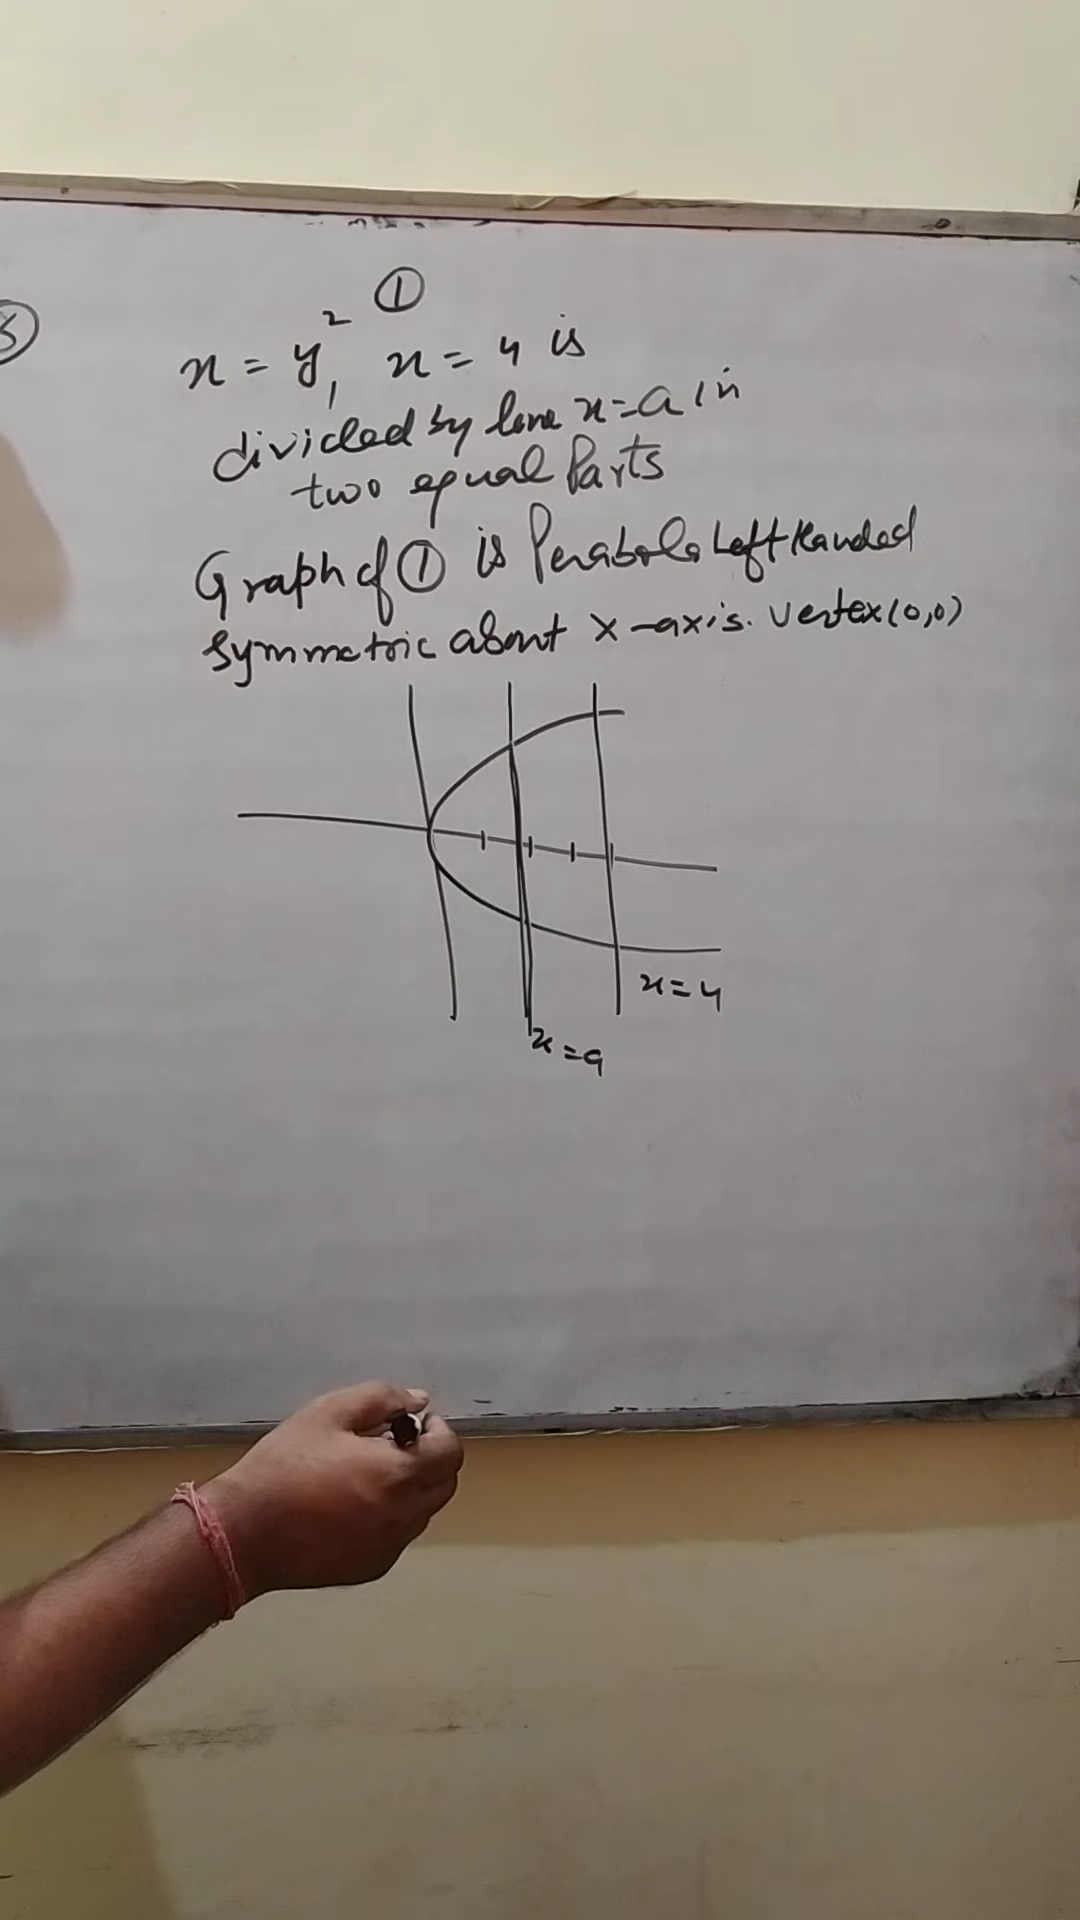 ①
x = y², x = 4 is
divided by line x = a in
two equal Parts
Graph of ① is Parabola Left Handed
symmetric about x-axis. Vertex (0,0)
x = 4
x = a